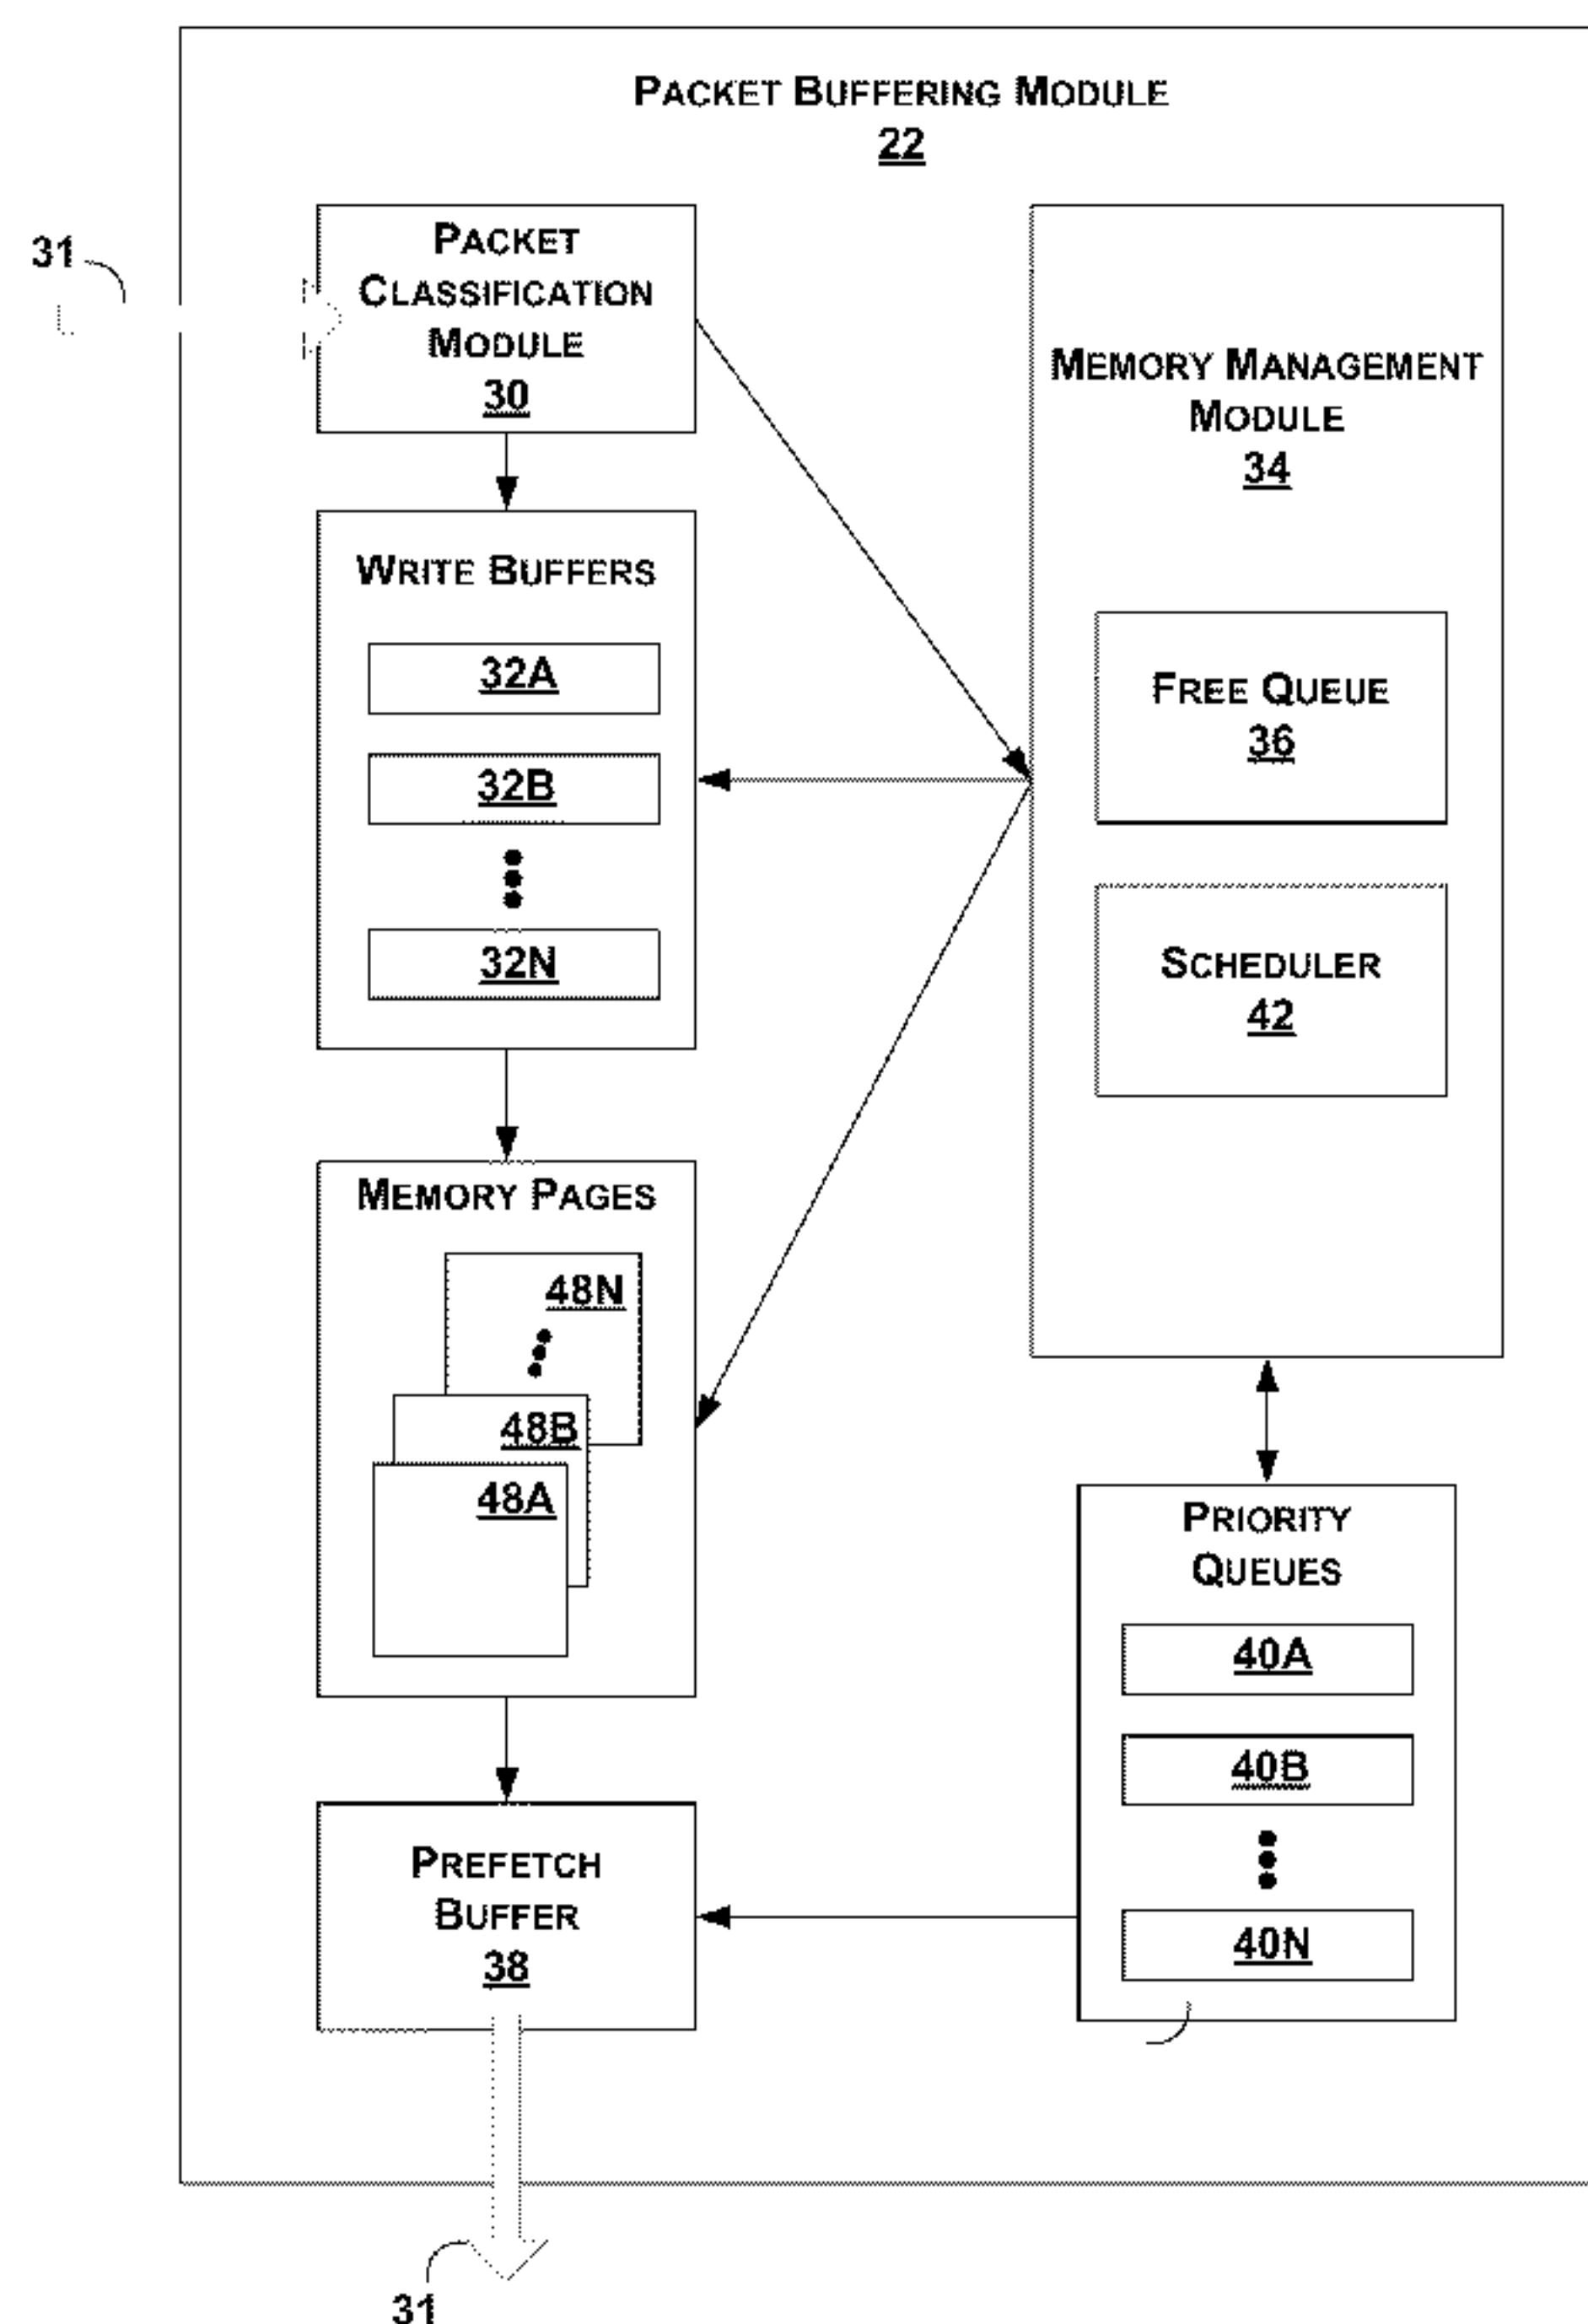 PACKET BUFFERING MODULE
22
31
PACKET
CLASSIFICATION
MODULE
30
MEMORY MANAGEMENT
MODULE
34
WRITE BUFFERS
32A
32B
32N
FREE QUEUE
36
SCHEDULER
42
MEMORY PAGES
48N
48B
48A
PRIORITY
QUEUES
40A
40B
40N
PREFETCH
BUFFER
38
31